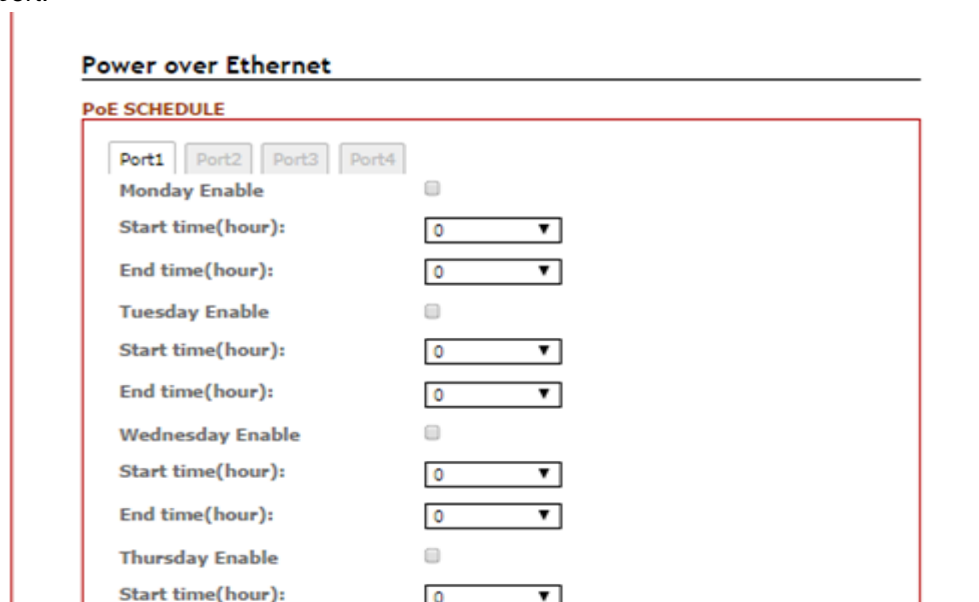 Power over Ethernet
PoE SCHEDULE
Port1 Port2 Port3 Port4
Monday Enable
Start time(hour): 0
End time(hour): 0
Tuesday Enable
Start time(hour): 0
End time(hour): 0
Wednesday Enable
Start time(hour): 0
End time(hour): 0
Thursday Enable
Start time(hour): 0